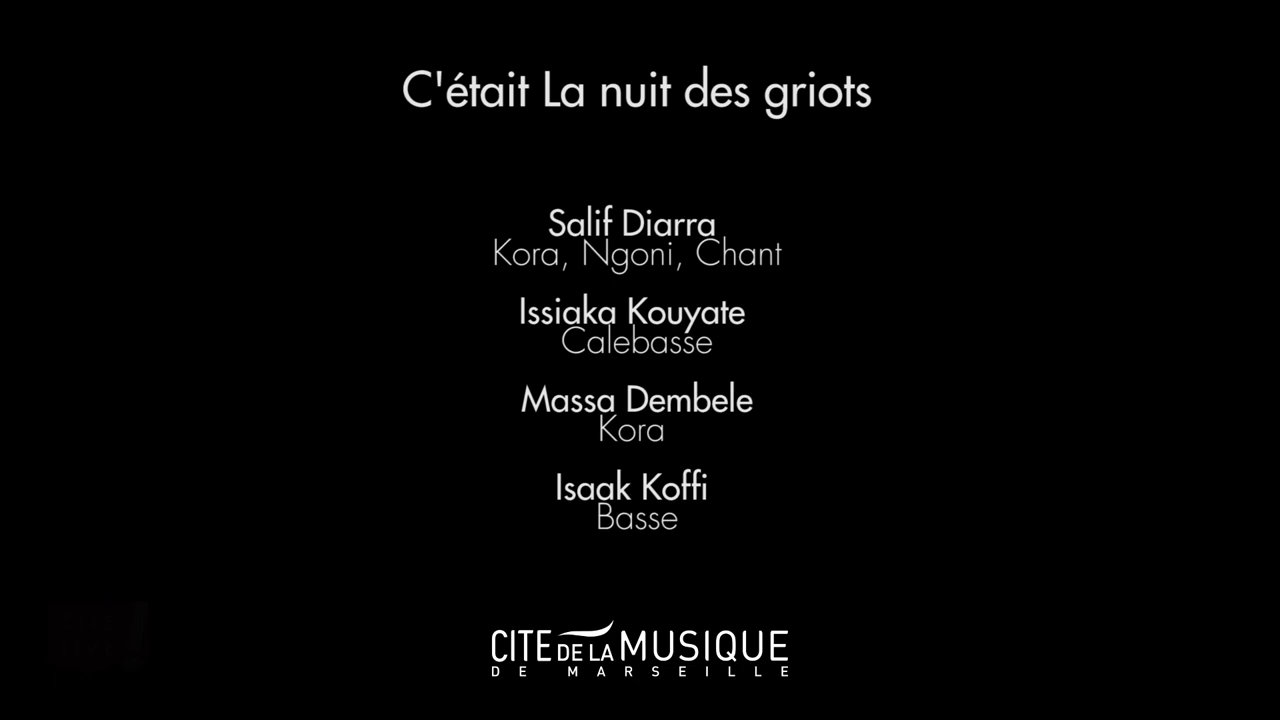 C'était La nuit des griots
Salif Diarra
Kora, Ngoni, Chant
Issiaka Kouyate
Calebasse
Massa Dembele
Kora
Isaak Koffi
Basse
CITE DE LA MUSIQUE
DE MARSEILLE